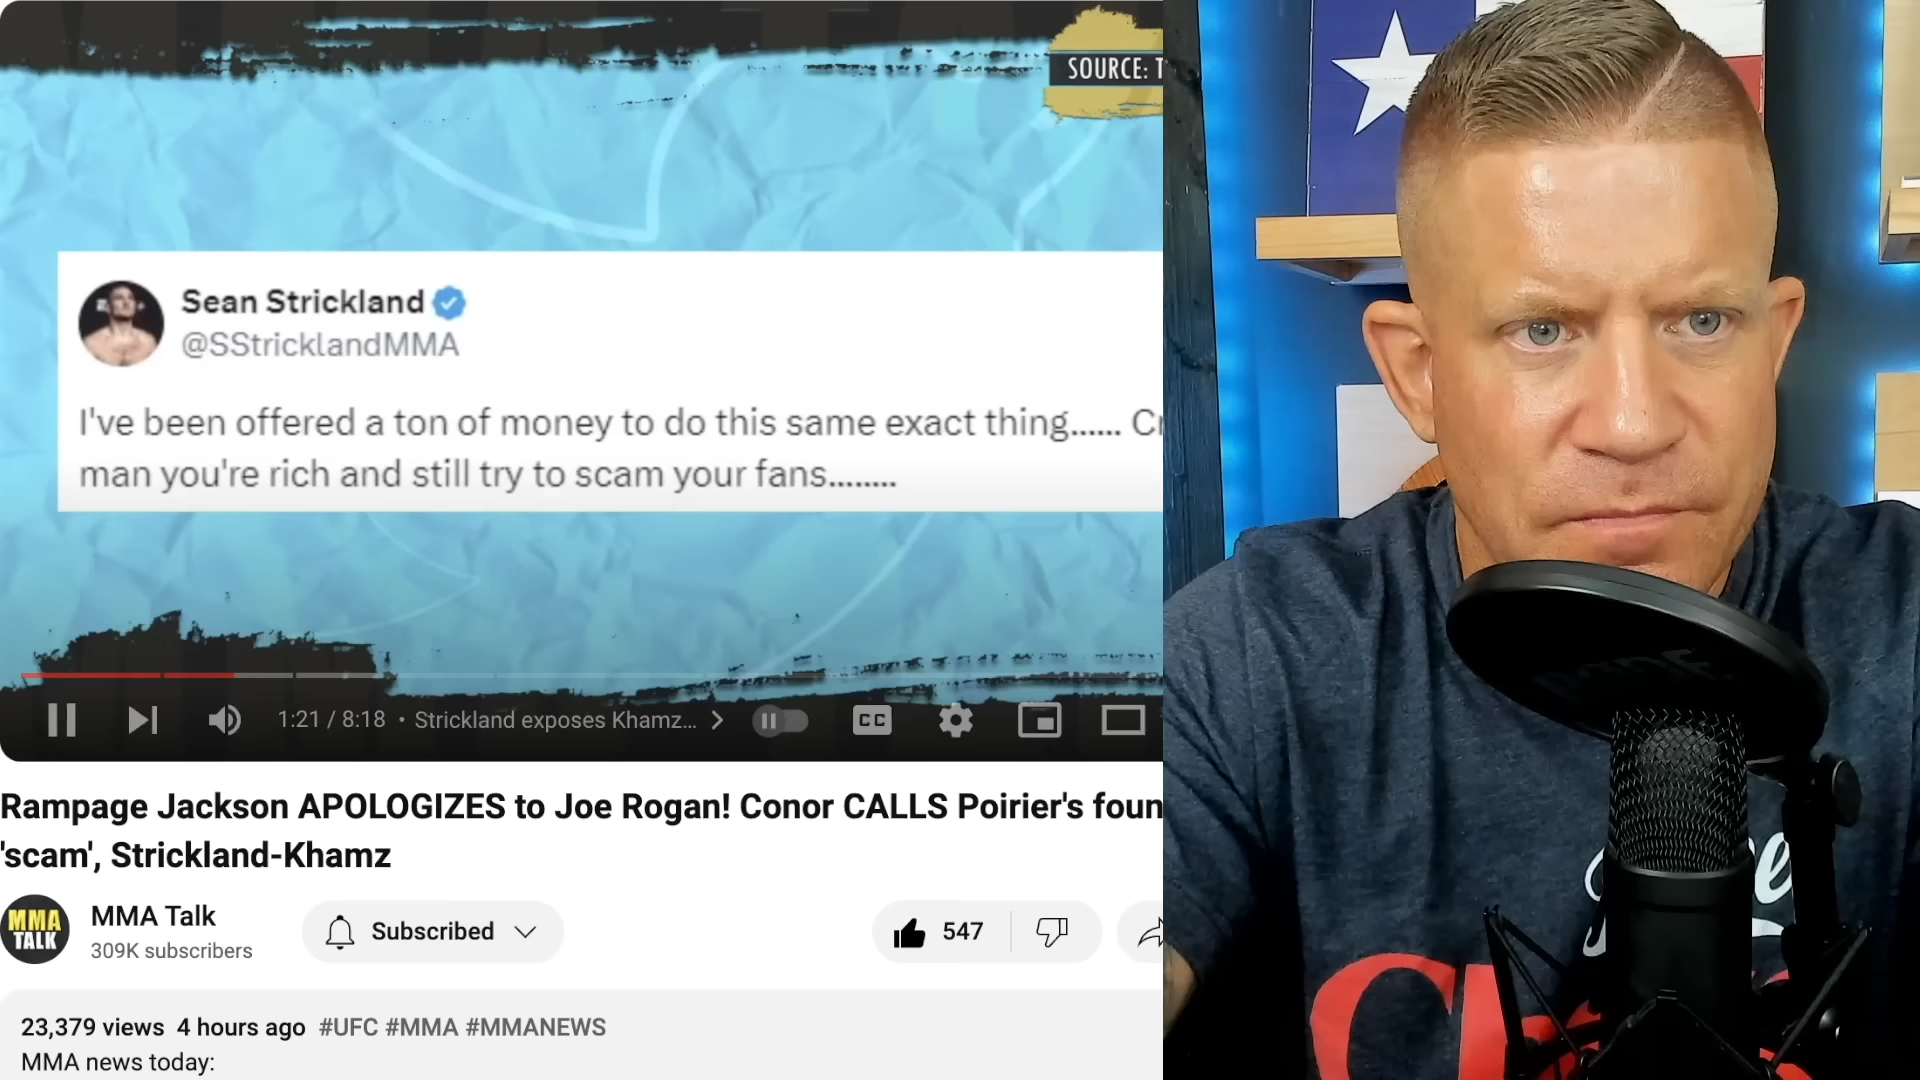 SOURCE: T
Sean Strickland
@SStricklandMMA
I've been offered a ton of money to do this same exact thing...... Cr
man you're rich and still try to scam your fans........
1:21 / 8:18 • Strickland exposes Khamz...
CC
Rampage Jackson APOLOGIZES to Joe Rogan! Conor CALLS Poirier's foun
'scam', Strickland-Khamz
MMA
TALK
MMA Talk
309K subscribers
Subscribed
547
23,379 views 4 hours ago #UFC #MMA #MMANEWS
MMA news today: